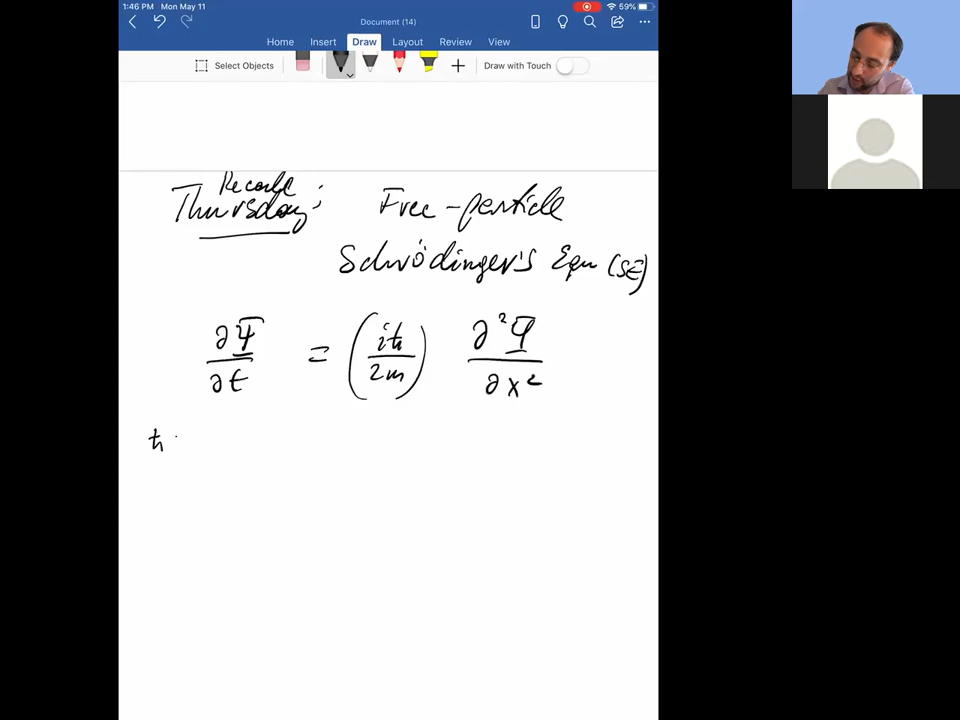 1:46 PM Mon May 11
59%
Document (14)
Home Insert Draw Layout Review View
Select Objects
Draw with Touch
Recall
Thursday: Free-particle
Schrödinger's Equn (SE)
∂Ψ/∂t = (iħ/2m) ∂²Ψ/∂x²
ħ